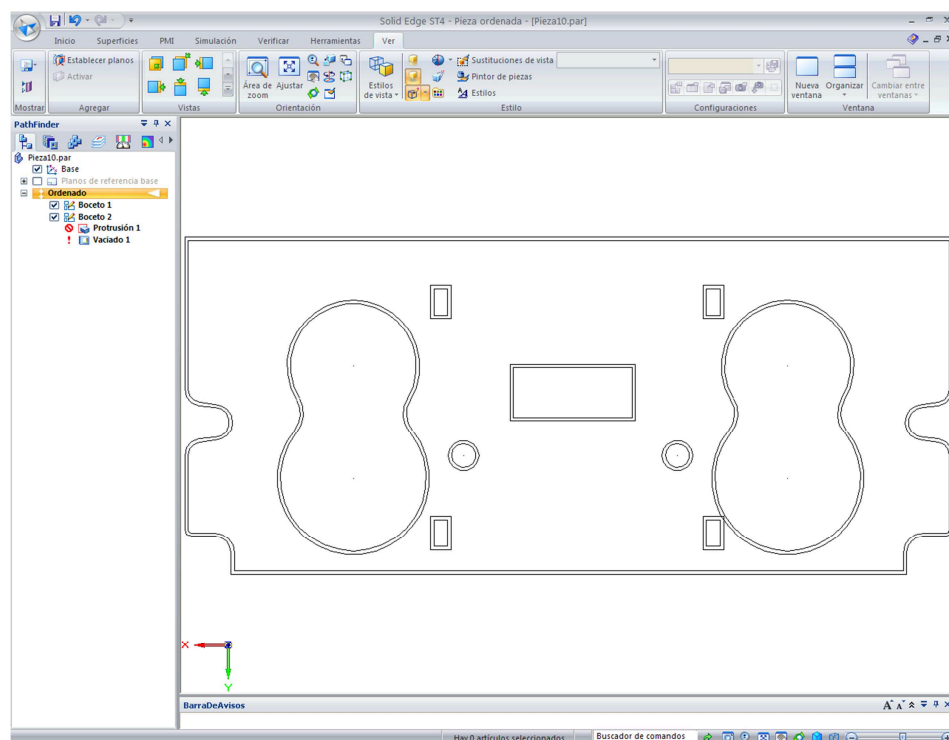 Solid Edge ST4 - Pieza ordenada - [Pieza10.par]
Inicio Superficies PMI Simulación Verificar Herramientas Ver
Establecer planos
Activar
Mostrar
Agregar
Vistas
Área de zoom
Ajustar
Orientación
Estilos de vista
Sustituciones de vista
Pintor de piezas
Estilos
Estilo
Configuraciones
Nueva ventana
Organizar
Cambiar entre ventanas
Ventana
PathFinder
Pieza10.par
Base
Planos de referencia base
Ordenado
Boceto 1
Boceto 2
Protrusión 1
Vaciado 1
X
Y
BarraDeAvisos
Hay 0 artículos seleccionados
Buscador de comandos